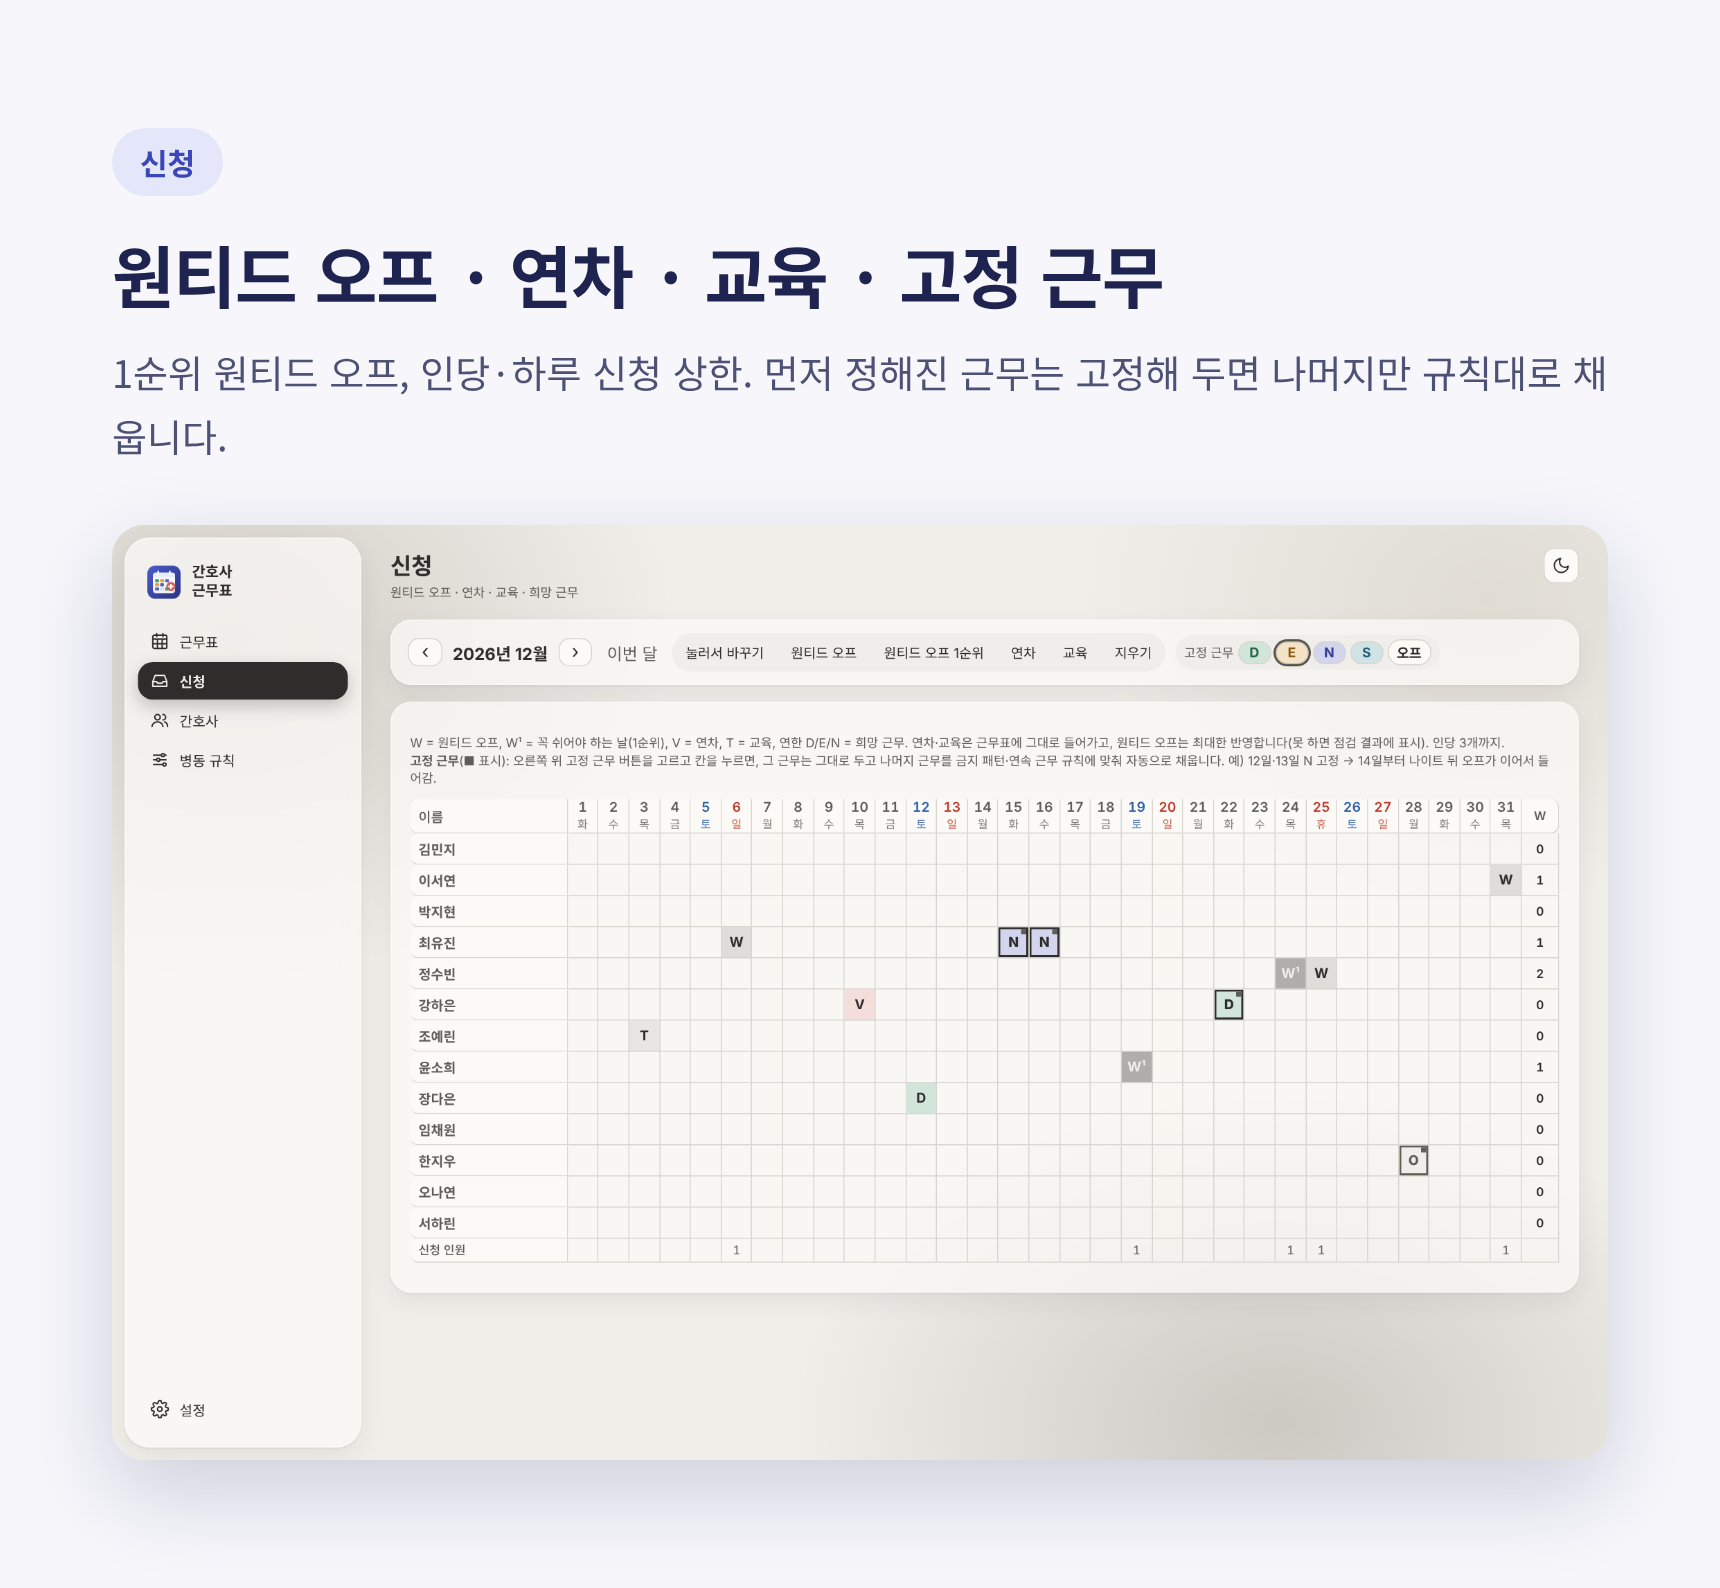 신청
원티드 오프 · 연차 · 교육 · 고정 근무
1순위 원티드 오프, 인당·하루 신청 상한. 먼저 정해진 근무는 고정해 두면 나머지만 규칙대로 채
웁니다.
간호사
근무표
근무표
신청
간호사
병동 규칙
설정
신청
원티드 오프 · 연차 · 교육 · 희망 근무
2026년 12월 이번 달 눌러서 바꾸기 원티드 오프 원티드 오프 1순위 연차 교육 지우기 고정 근무 D E N S 오프
W = 원티드 오프, W¹ = 꼭 쉬어야 하는 날(1순위), V = 연차, T = 교육, 연한 D/E/N = 희망 근무. 연차·교육은 근무표에 그대로 들어가고, 원티드 오프는 최대한 반영합니다(못 하면 점검 결과에 표시). 인당 3개까지.
고정 근무(■ 표시): 오른쪽 위 고정 근무 버튼을 고르고 칸을 누르면, 그 근무는 그대로 두고 나머지 근무를 금지 패턴·연속 근무 규칙에 맞춰 자동으로 채웁니다. 예) 12일·13일 N 고정 → 14일부터 나이트 뒤 오프가 이어서 들
어감.
이름 1 2 3 4 5 6 7 8 9 10 11 12 13 14 15 16 17 18 19 20 21 22 23 24 25 26 27 28 29 30 31 W
화 수 목 금 토 일 월 화 수 목 금 토 일 월 화 수 목 금 토 일 월 화 수 목 휴 토 일 월 화 수 목
김민지 0
이서연 W 1
박지현 0
최유진 W N N 1
정수빈 W¹ W 2
강하은 V D 0
조예린 T 0
윤소희 W¹ 1
장다은 D 0
임채원 0
한지우 O 0
오나연 0
서하린 0
신청 인원 1 1 1 1 1